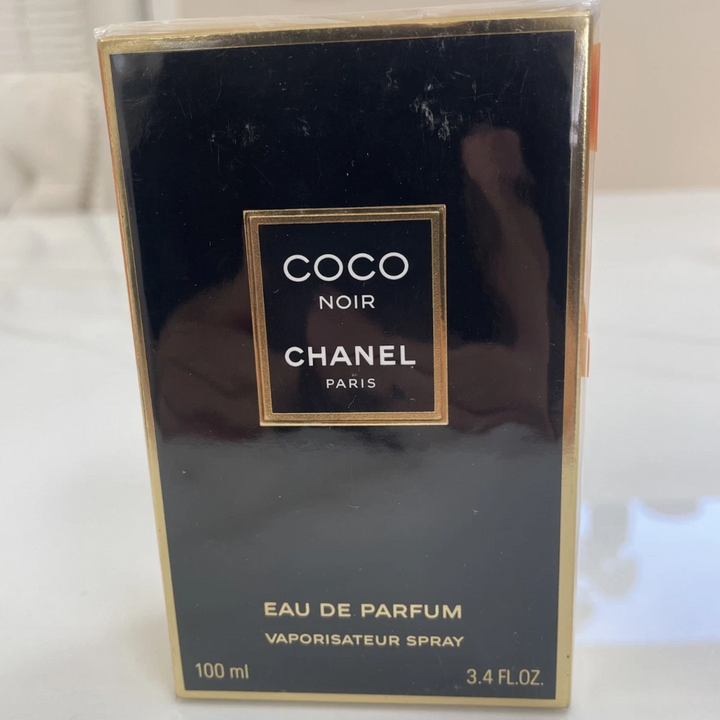 COCO
NOIR
CHANEL
PARIS
EAU DE PARFUM
VAPORISATEUR SPRAY
100 ml 3.4 FL.OZ.